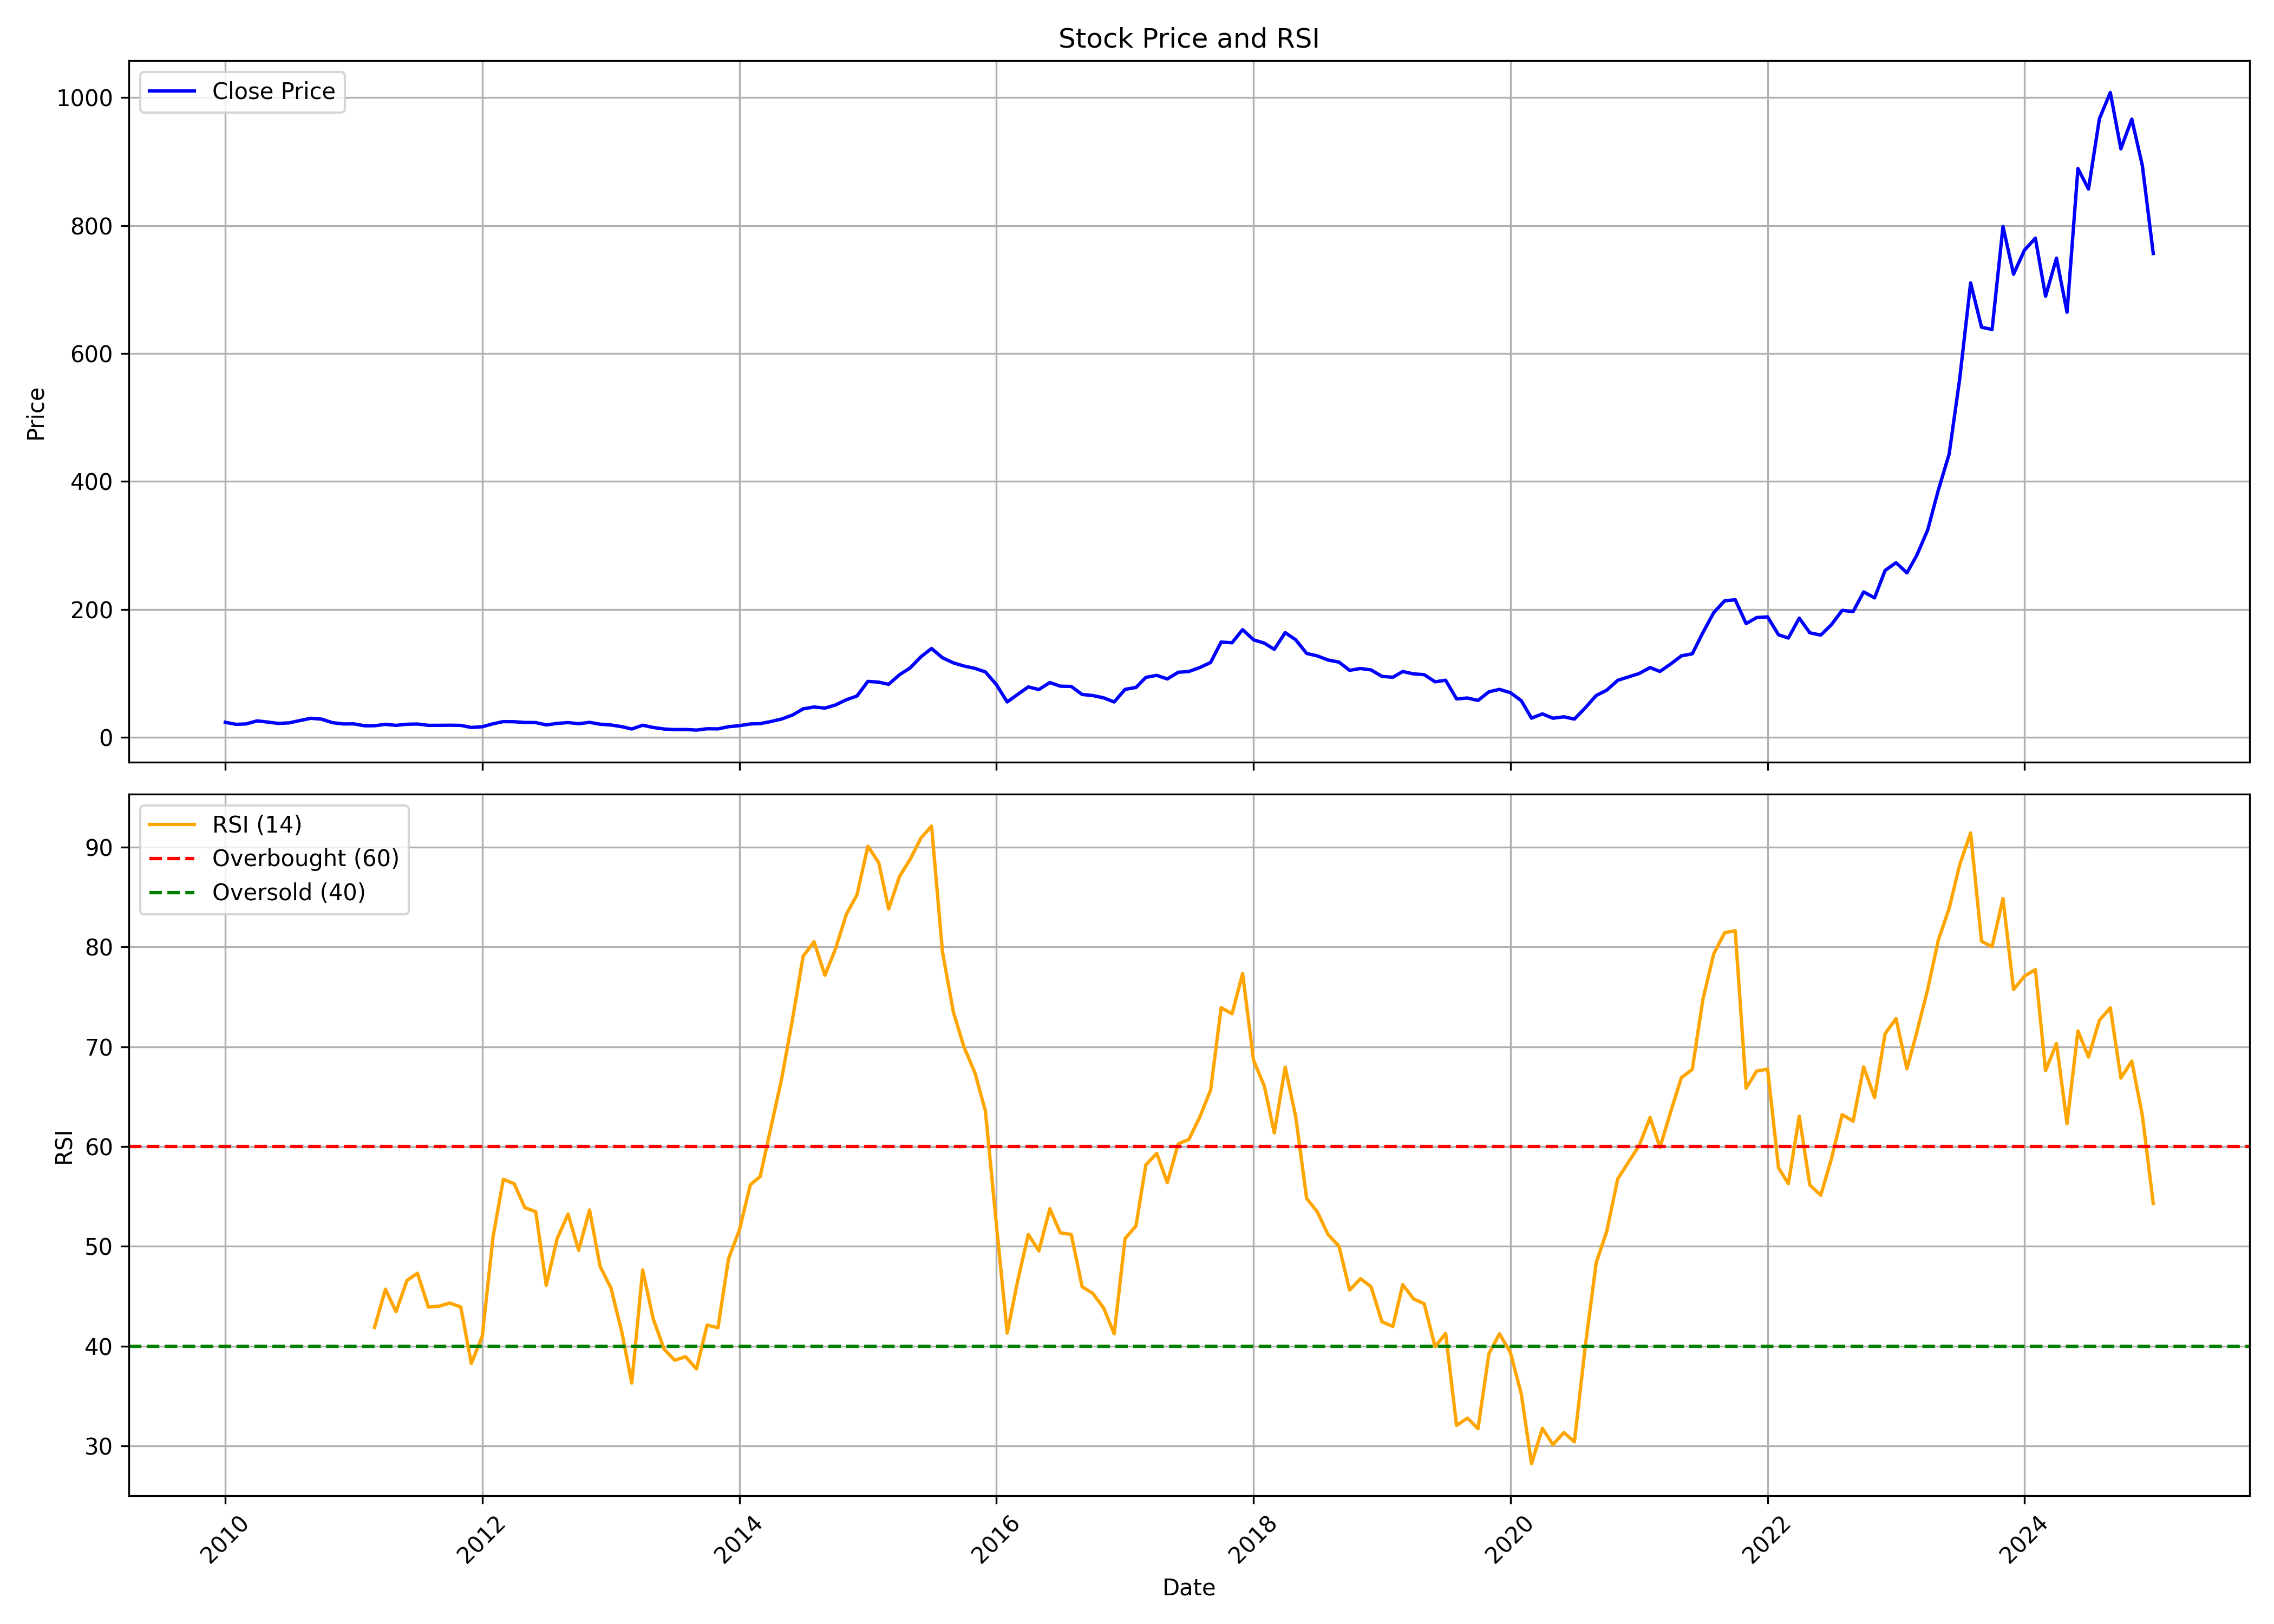 Stock Price and RSI
Close Price
1000
800
600
400
200
0
Price
RSI (14)
Overbought (60)
Oversold (40)
90
80
70
60
50
40
30
RSI
2010
2012
2014
2016
2018
2020
2022
2024
Date